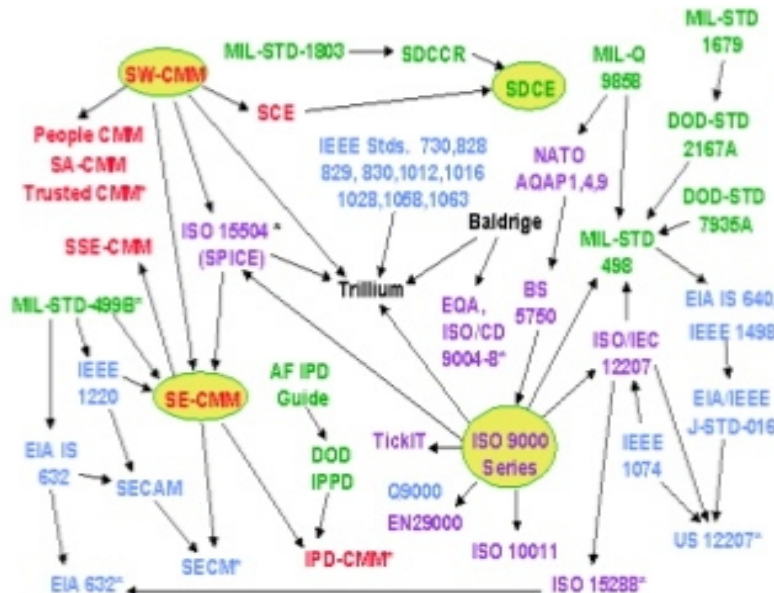 MIL-STD
1679
MIL-STD-1803
SDCCR
MIL-Q
9858
SW-CMM
SDCE
SCE
DOD-STD
2167A
People CMM
SA-CMM
Trusted CMM*
IEEE Stds. 730,828
829, 830,1012,1016
1028,1058,1063
NATO
AQAP1,4,9
DOD-STD
7935A
Baldrige
SSE-CMM
ISO 15504 *
(SPICE)
MIL-STD
498
Trillium
MIL-STD-499B*
EQA,
ISO/CD
9004-8*
BS
5750
EIA IS 640
IEEE 1498
ISO/IEC
12207
IEEE
1220
AF IPD
Guide
SE-CMM
EIA/IEEE
J-STD-016
TickIT
ISO 9000
Series
IEEE
1074
EIA IS
632
DOD
IPPD
SECAM
Q9000
EN29000
US 12207*
ISO 10011
SECM*
IPD-CMM*
EIA 632*
ISO 15288*